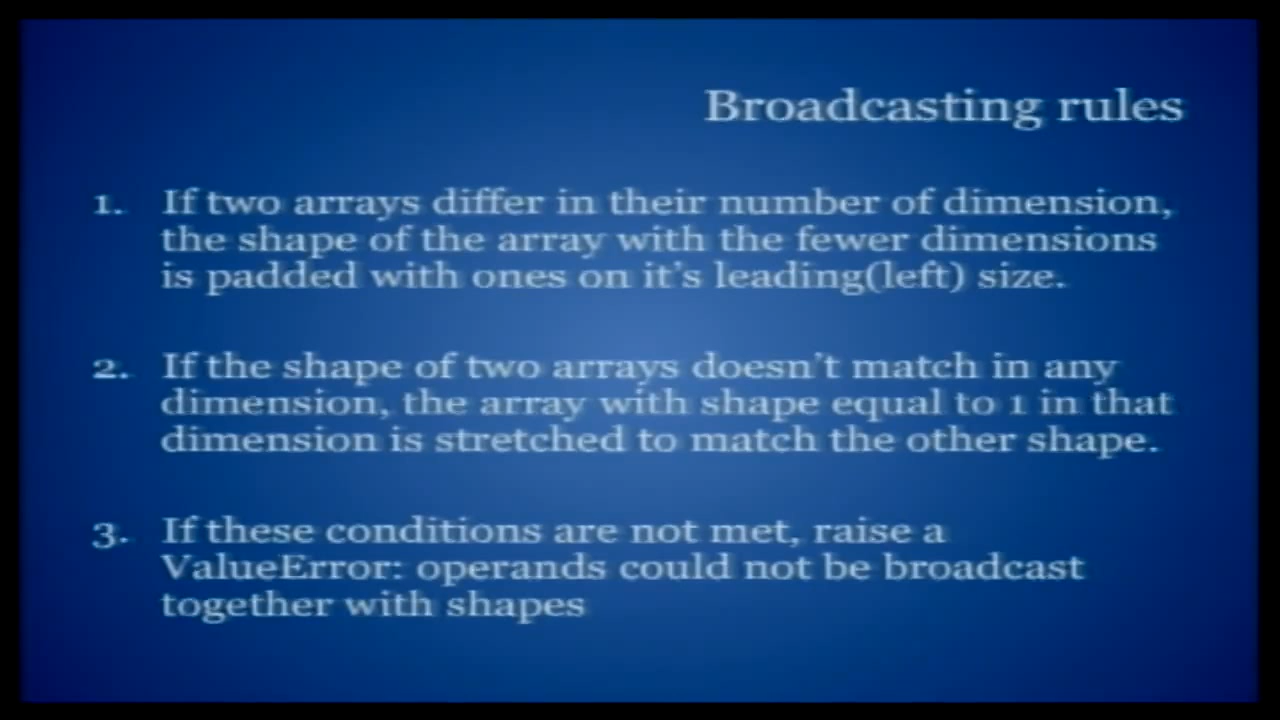 Broadcasting rules
1. If two arrays differ in their number of dimension,
the shape of the array with the fewer dimensions
is padded with ones on it's leading(left) size.
2. If the shape of two arrays doesn't match in any
dimension, the array with shape equal to 1 in that
dimension is stretched to match the other shape.
3. If these conditions are not met, raise a
ValueError: operands could not be broadcast
together with shapes